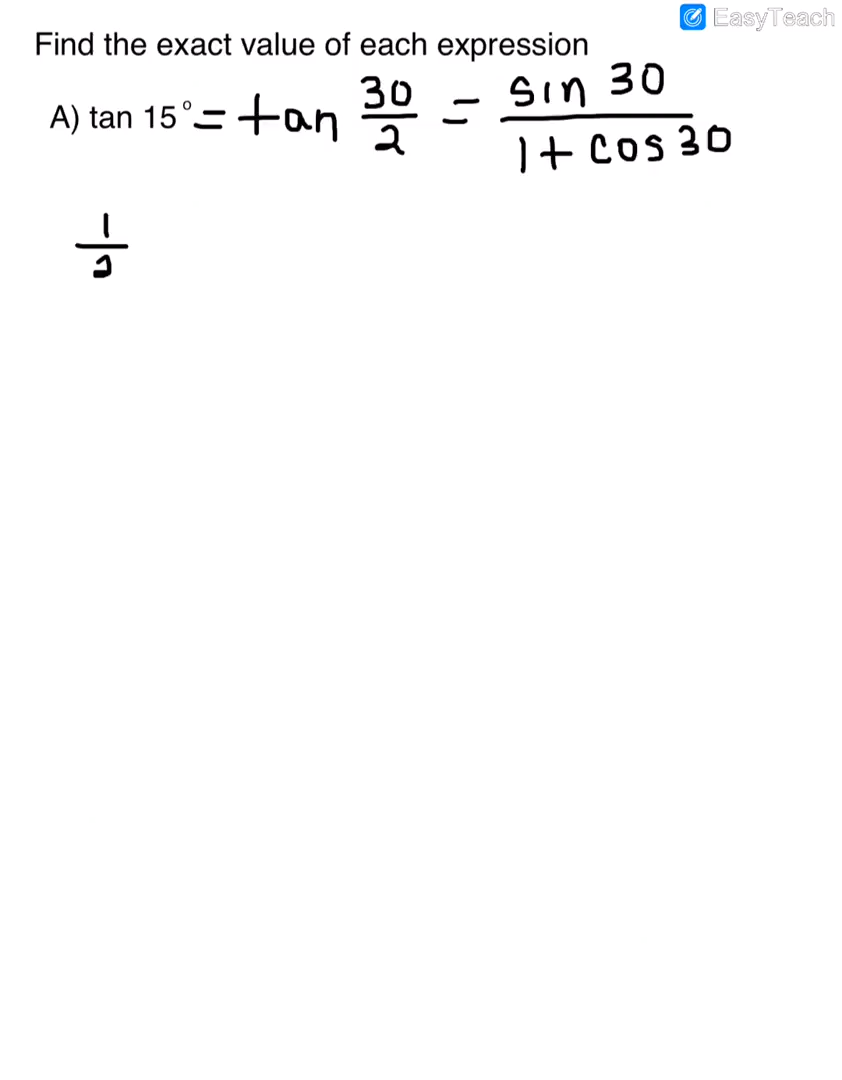 EasyTeach
Find the exact value of each expression
A) tan 15° = tan 30/2 = sin 30/1 + cos 30
1/2